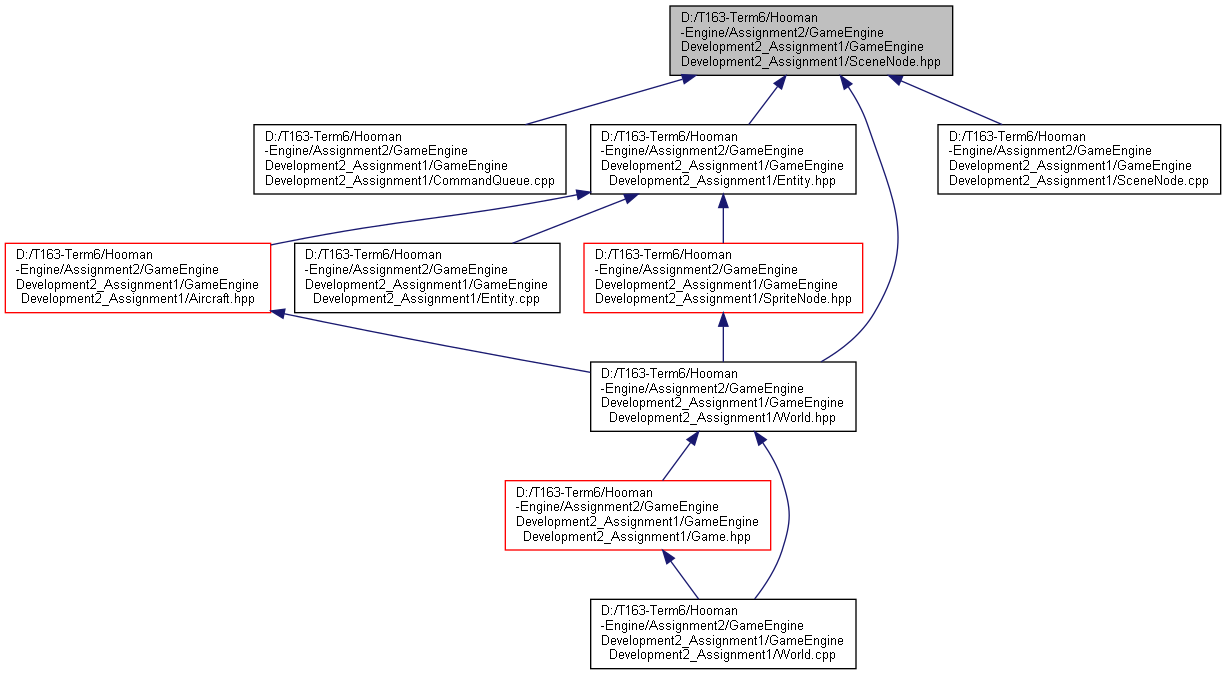 D:/T163-Term6/Hooman
-Engine/Assignment2/GameEngine
Development2_Assignment1/GameEngine
Development2_Assignment1/SceneNode.hpp
D:/T163-Term6/Hooman
-Engine/Assignment2/GameEngine
Development2_Assignment1/GameEngine
Development2_Assignment1/CommandQueue.cpp
D:/T163-Term6/Hooman
-Engine/Assignment2/GameEngine
Development2_Assignment1/GameEngine
Development2_Assignment1/Entity.hpp
D:/T163-Term6/Hooman
-Engine/Assignment2/GameEngine
Development2_Assignment1/GameEngine
Development2_Assignment1/SceneNode.cpp
D:/T163-Term6/Hooman
-Engine/Assignment2/GameEngine
Development2_Assignment1/GameEngine
Development2_Assignment1/Aircraft.hpp
D:/T163-Term6/Hooman
-Engine/Assignment2/GameEngine
Development2_Assignment1/GameEngine
Development2_Assignment1/Entity.cpp
D:/T163-Term6/Hooman
-Engine/Assignment2/GameEngine
Development2_Assignment1/GameEngine
Development2_Assignment1/SpriteNode.hpp
D:/T163-Term6/Hooman
-Engine/Assignment2/GameEngine
Development2_Assignment1/GameEngine
Development2_Assignment1/World.hpp
D:/T163-Term6/Hooman
-Engine/Assignment2/GameEngine
Development2_Assignment1/GameEngine
Development2_Assignment1/Game.hpp
D:/T163-Term6/Hooman
-Engine/Assignment2/GameEngine
Development2_Assignment1/GameEngine
Development2_Assignment1/World.cpp